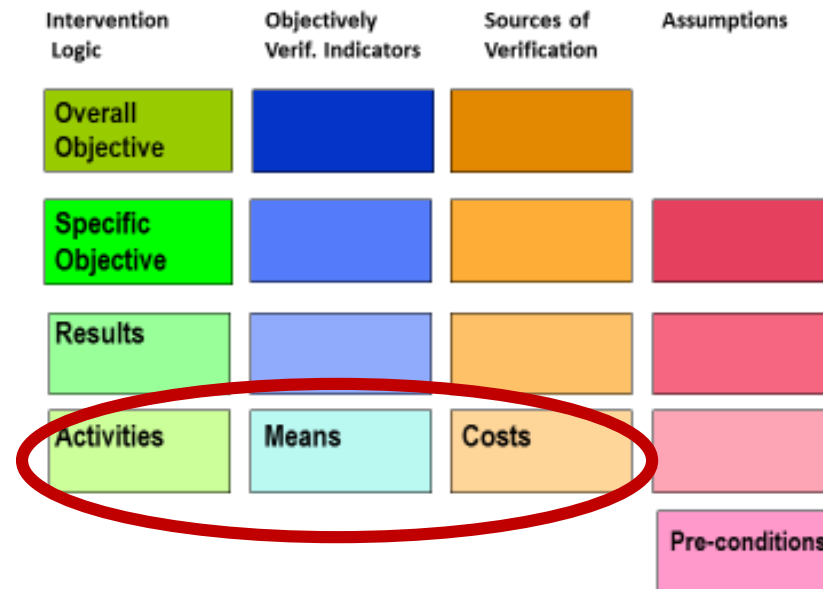 Intervention
Logic
Objectively
Verif. Indicators
Sources of
Verification
Assumptions
Overall
Objective
Specific
Objective
Results
Activities
Means
Costs
Pre-conditions